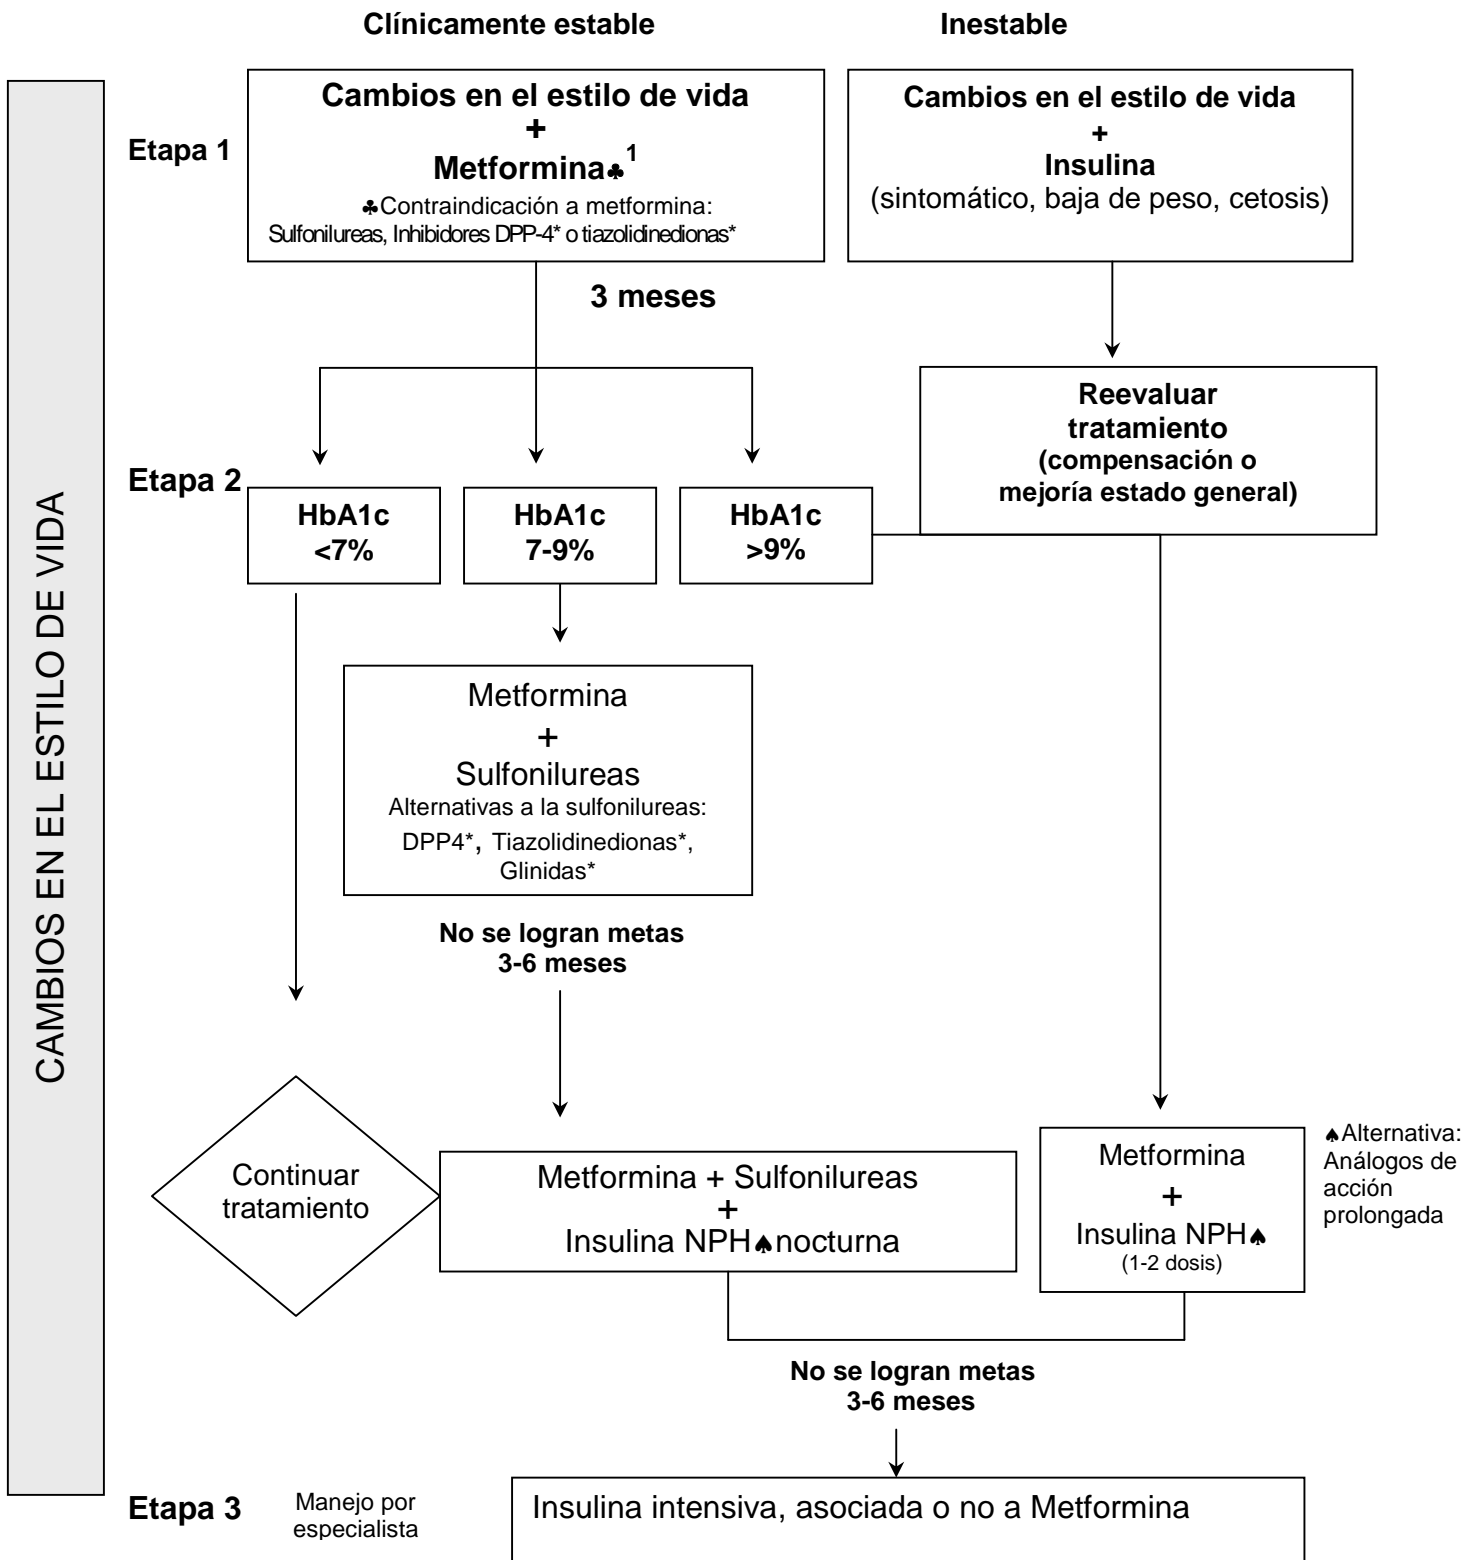 Clínicamente estable
Inestable
CAMBIOS EN EL ESTILO DE VIDA
Etapa 1
Cambios en el estilo de vida
+
Metformina♣¹
♣Contraindicación a metformina:
Sulfonilureas, Inhibidores DPP-4* o tiazolidinedionas*
Cambios en el estilo de vida
+
Insulina
(sintomático, baja de peso, cetosis)
3 meses
Reevaluar
tratamiento
(compensación o
mejoría estado general)
Etapa 2
HbA1c
<7%
HbA1c
7-9%
HbA1c
>9%
Metformina
+
Sulfonilureas
Alternativas a la sulfonilureas:
DPP4*, Tiazolidinedionas*,
Glinidas*
No se logran metas
3-6 meses
Continuar
tratamiento
Metformina + Sulfonilureas
+
Insulina NPH♠nocturna
Metformina
+
Insulina NPH♠
(1-2 dosis)
♠Alternativa:
Análogos de
acción
prolongada
No se logran metas
3-6 meses
Etapa 3
Manejo por
especialista
Insulina intensiva, asociada o no a Metformina